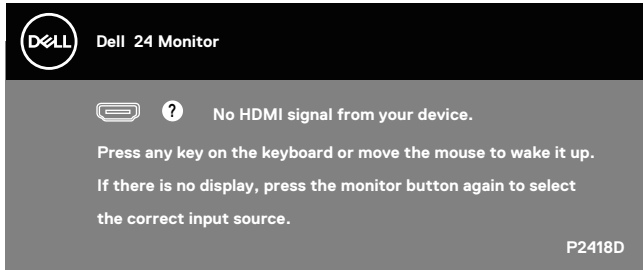 DELL
Dell 24 Monitor
? No HDMI signal from your device.
Press any key on the keyboard or move the mouse to wake it up.
If there is no display, press the monitor button again to select
the correct input source.
P2418D